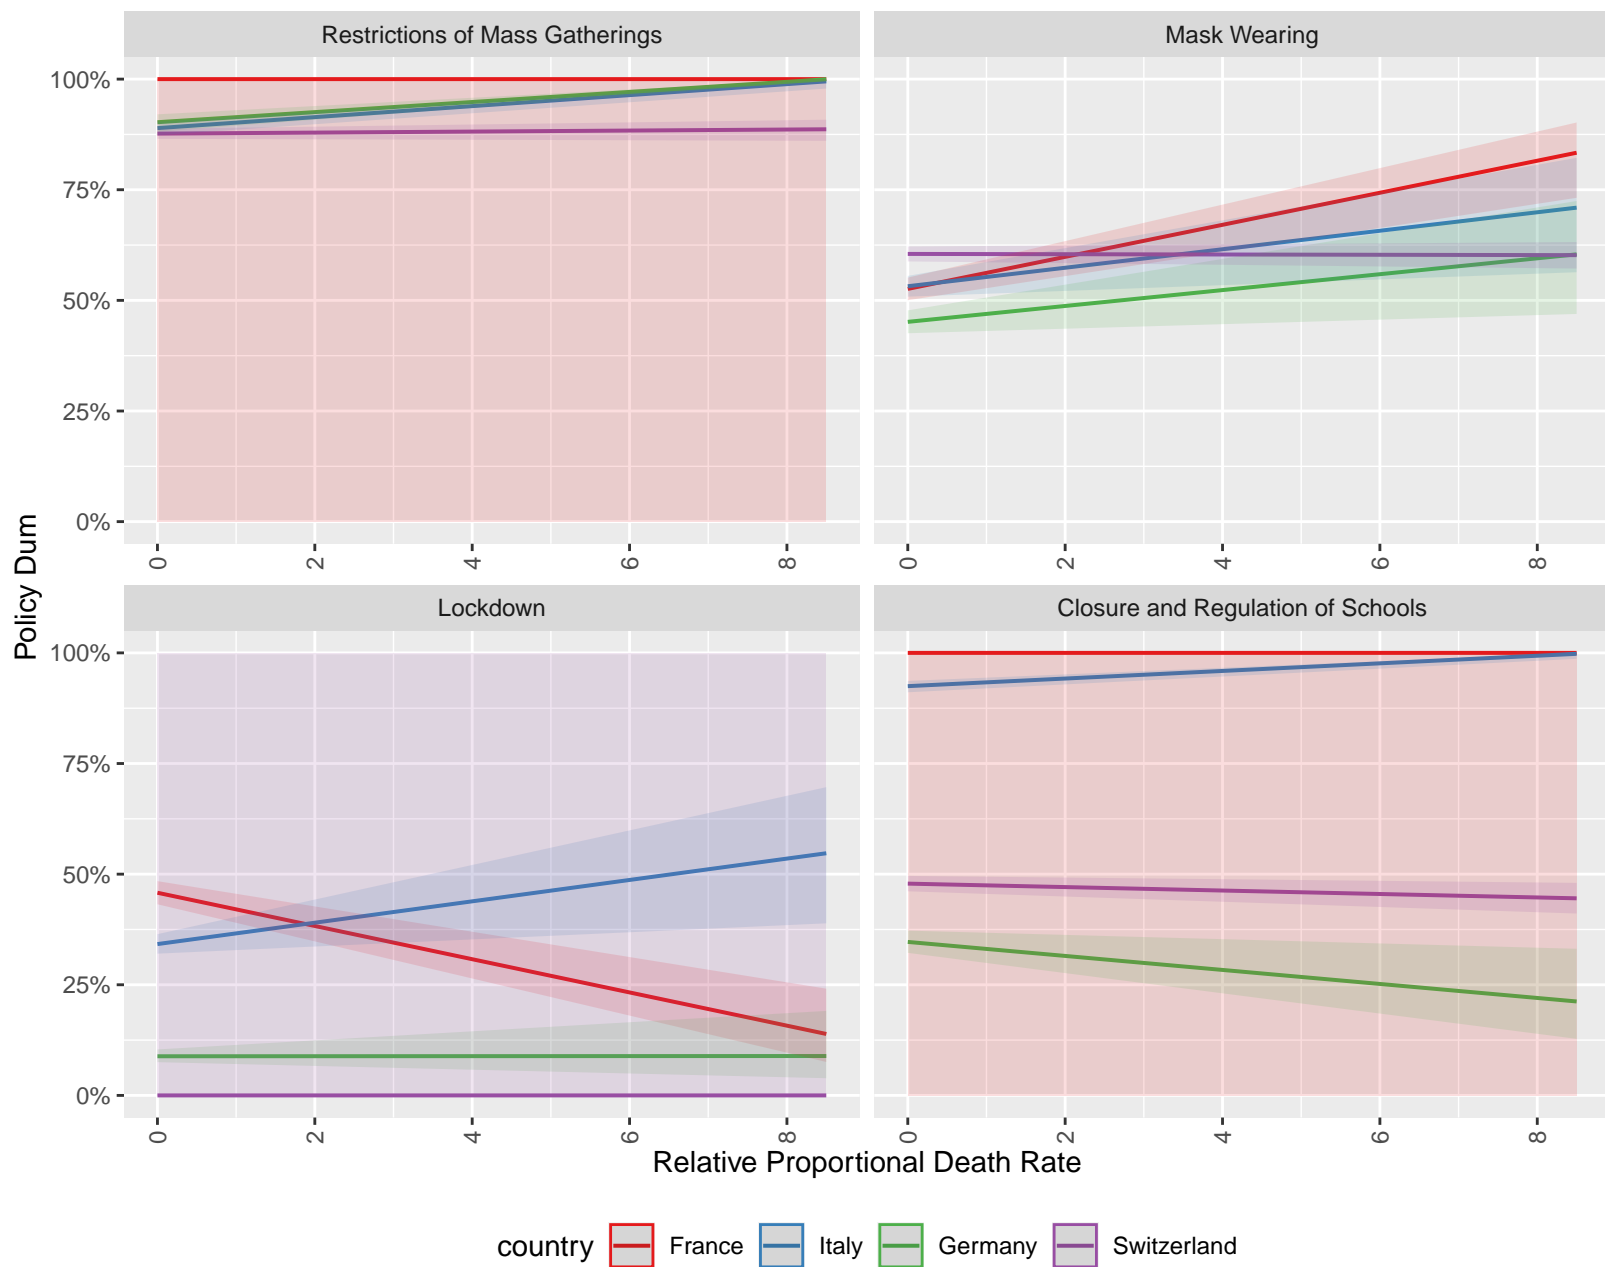 Restrictions of Mass Gatherings
Mask Wearing
100%
75%
50%
25%
0%
0 2 4 6 8
0 2 4 6 8
Policy Dum
Lockdown
Closure and Regulation of Schools
100%
75%
50%
25%
0%
0 2 4 6 8
0 2 4 6 8
Relative Proportional Death Rate
country France Italy Germany Switzerland